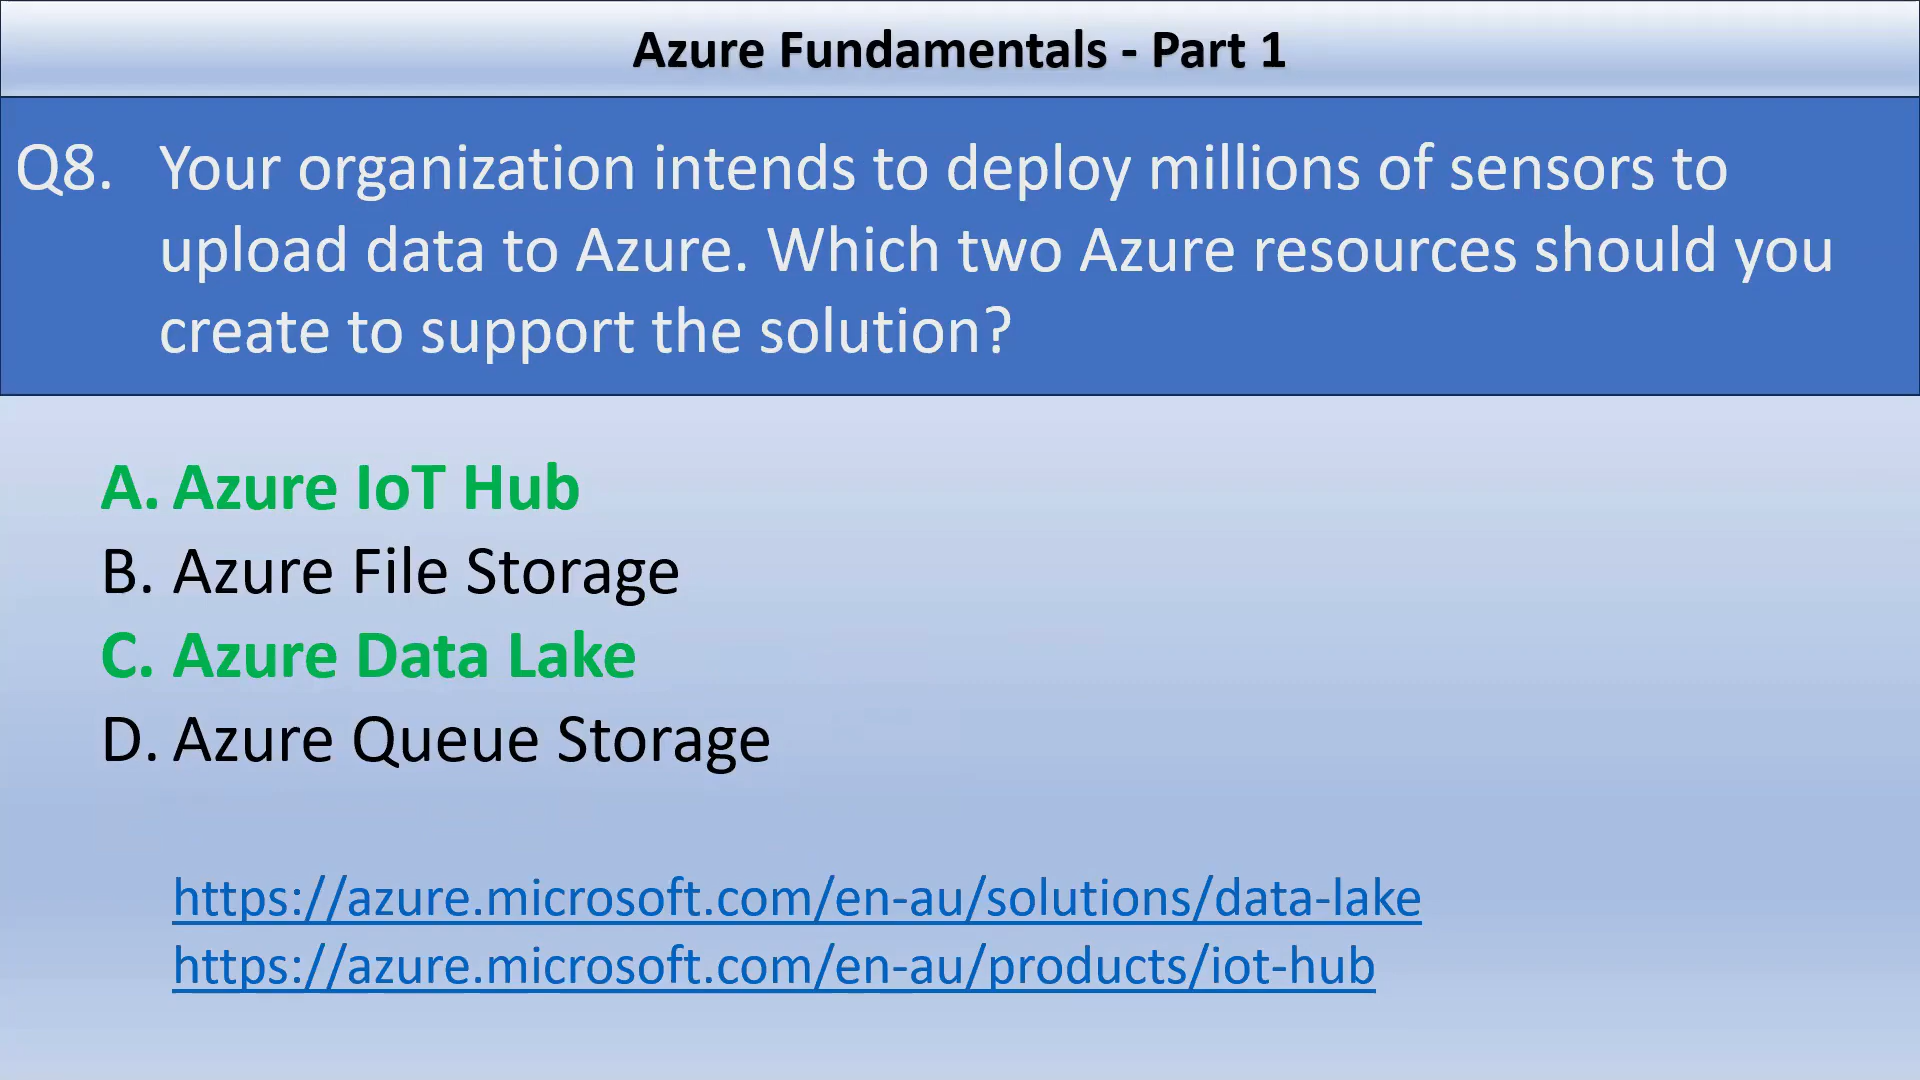 Azure Fundamentals - Part 1
Q8. Your organization intends to deploy millions of sensors to
upload data to Azure. Which two Azure resources should you
create to support the solution?
A. Azure IoT Hub
B. Azure File Storage
C. Azure Data Lake
D. Azure Queue Storage
https://azure.microsoft.com/en-au/solutions/data-lake
https://azure.microsoft.com/en-au/products/iot-hub